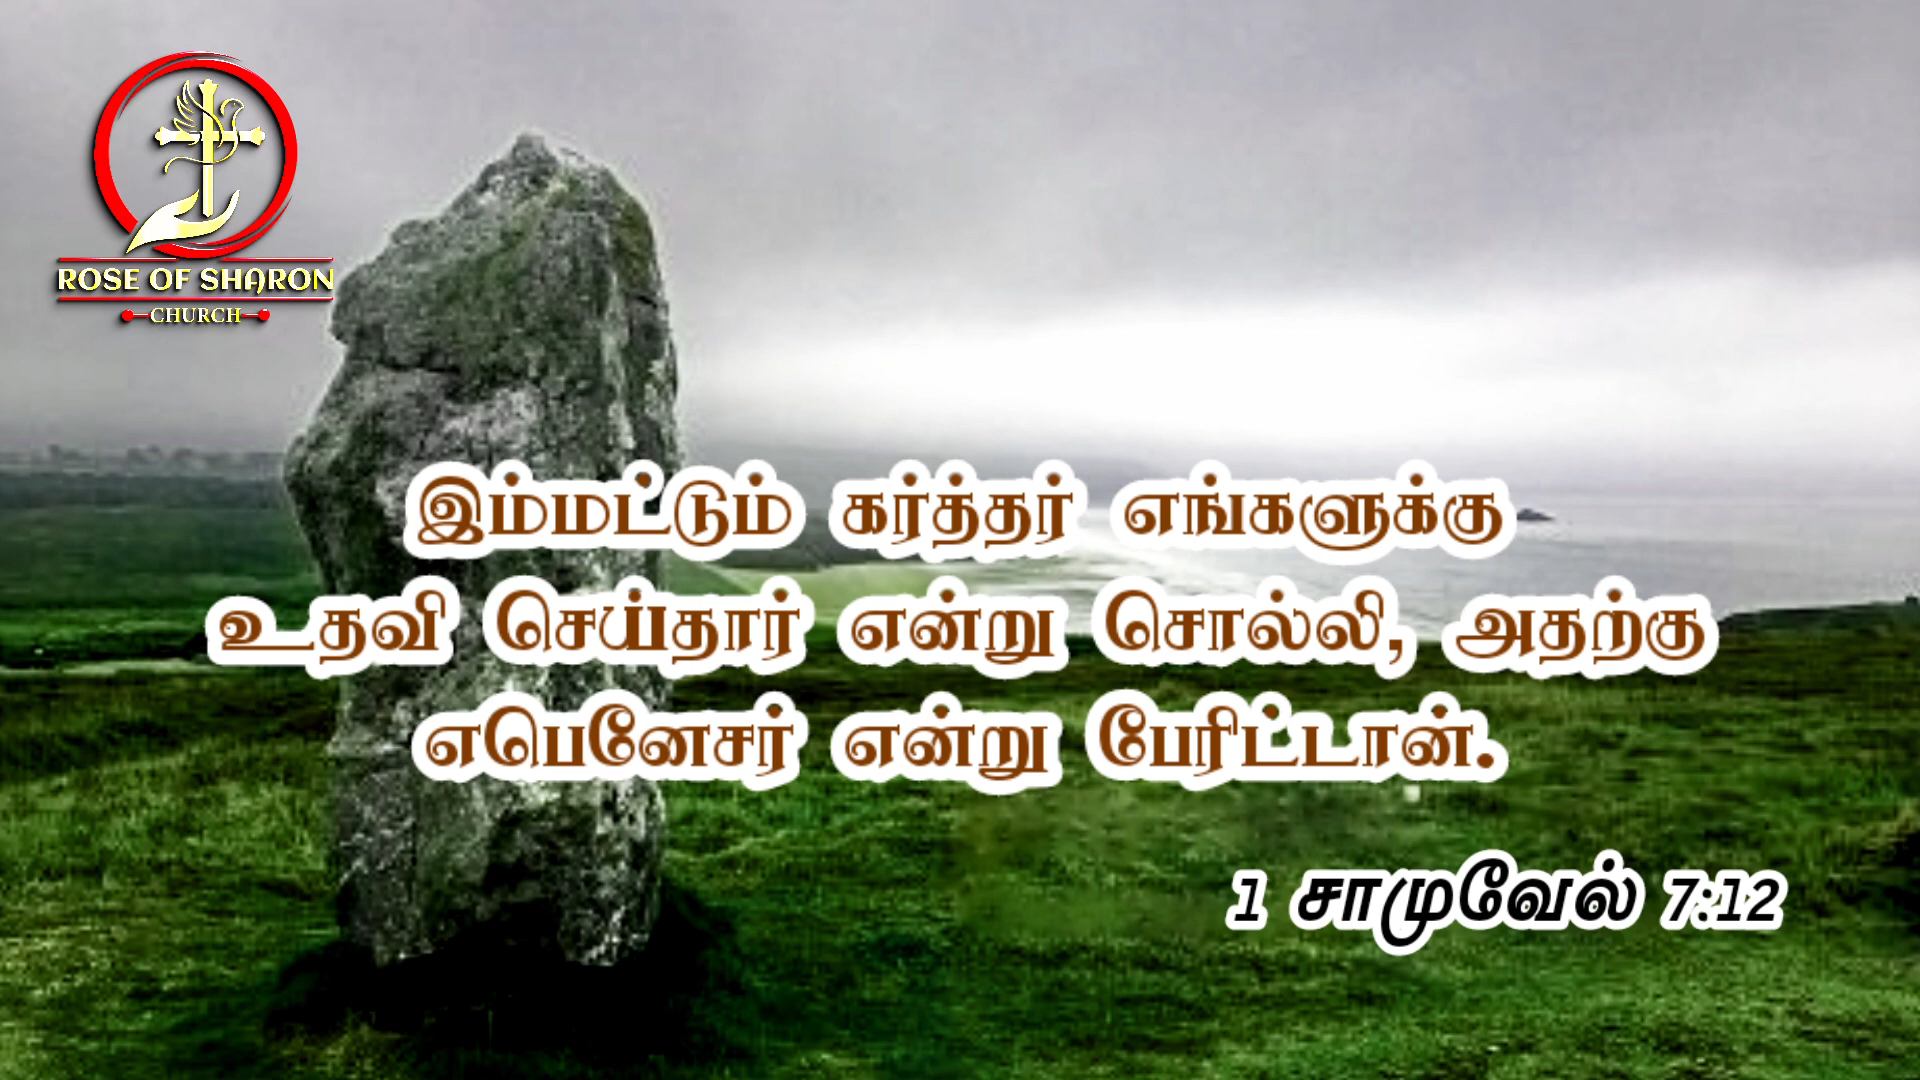 ROSE OF SHARON
CHURCH
இம்மட்டும் கர்த்தர் எங்களுக்கு
உதவி செய்தார் என்று சொல்லி, அதற்கு
எபெனேசர் என்று பேரிட்டான்.
1 சாமுவேல் 7:12